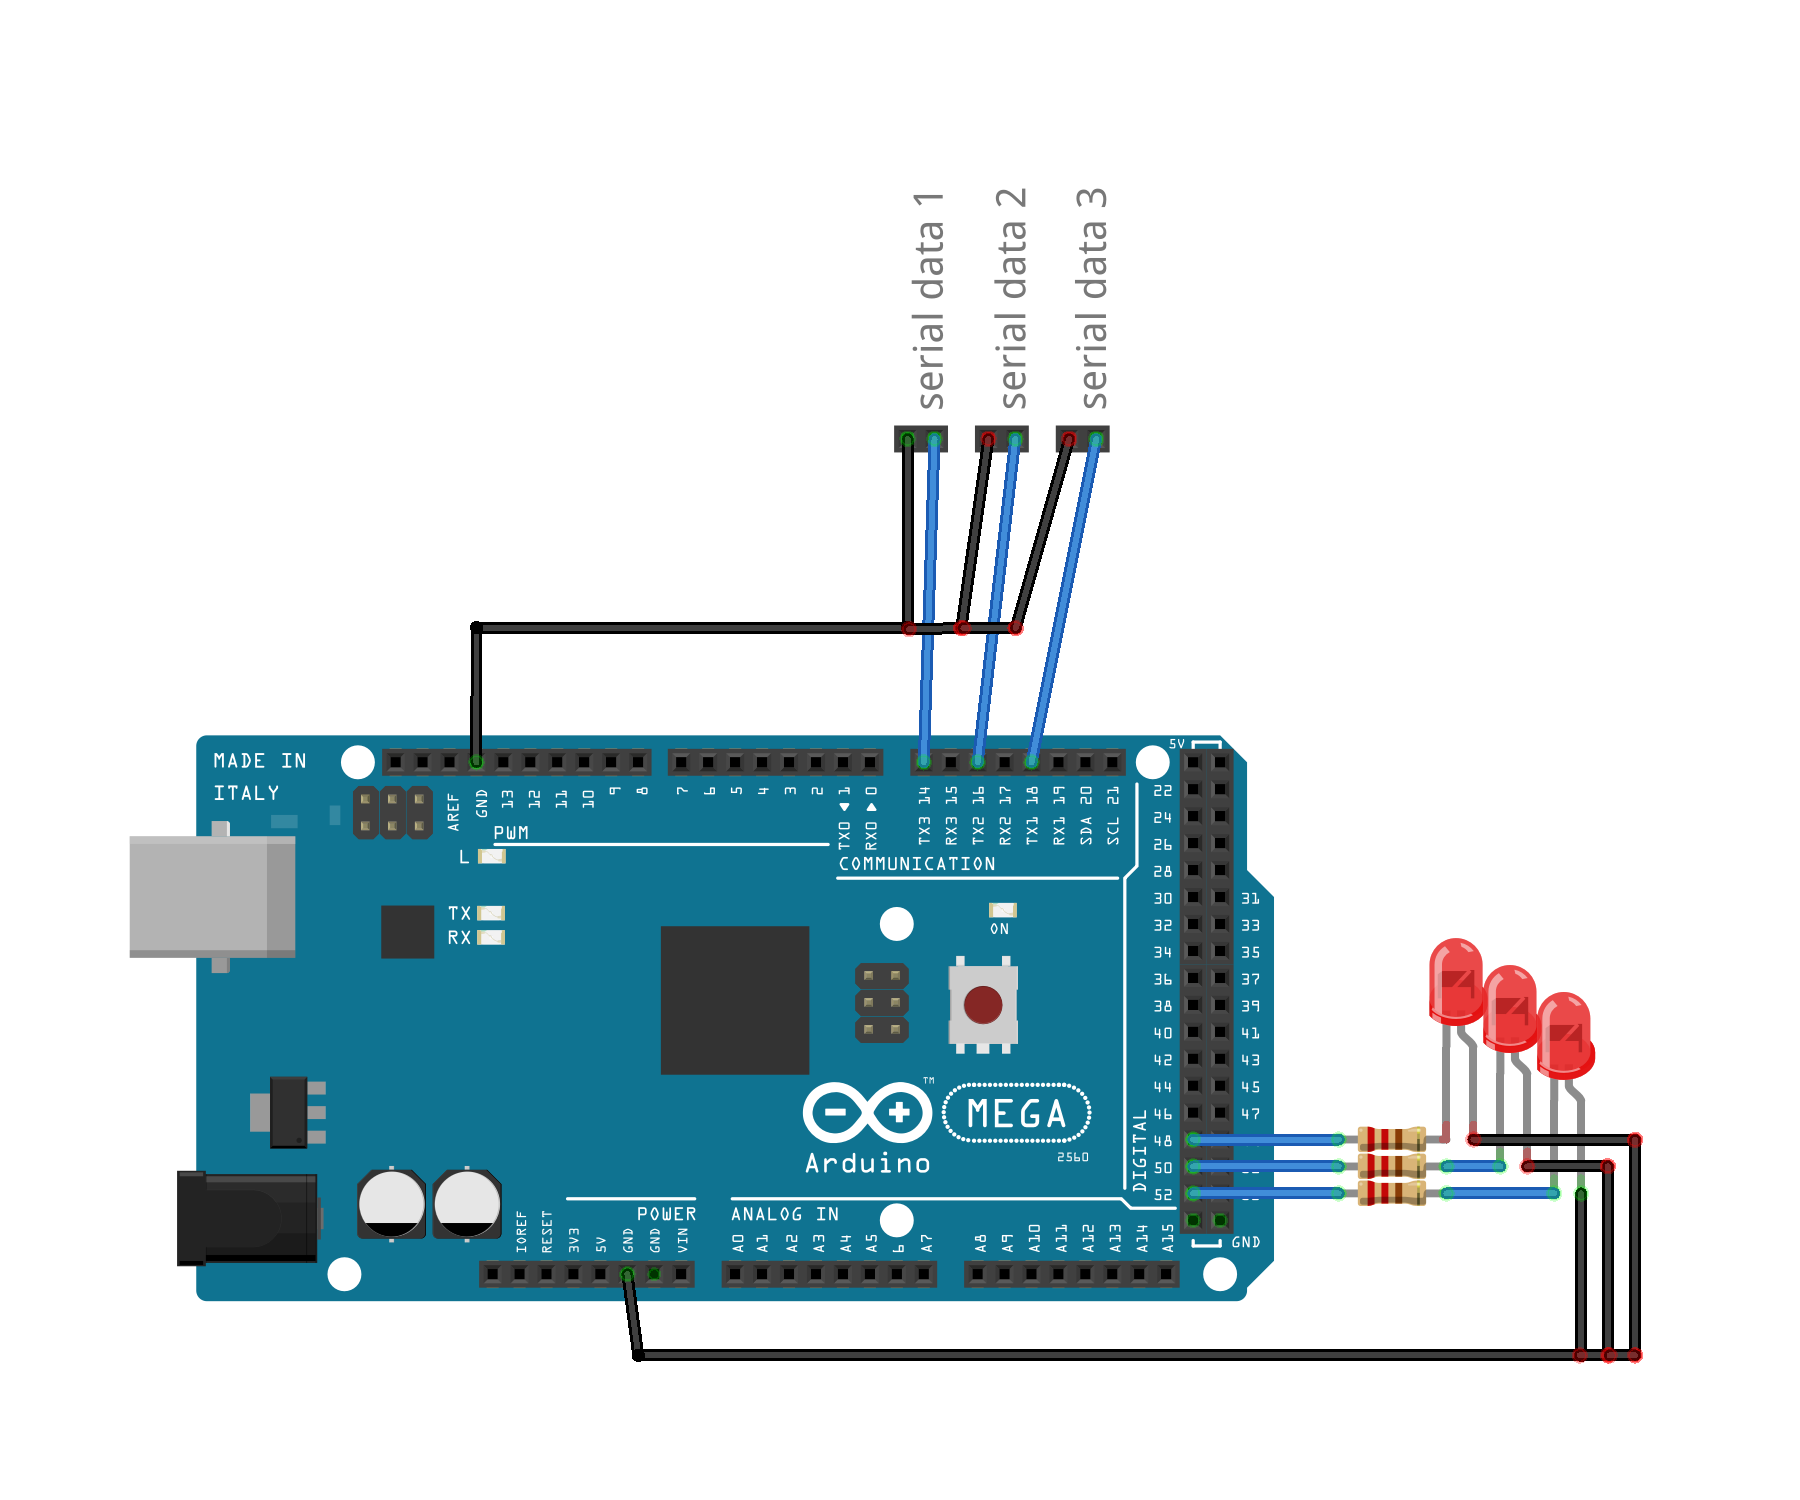 serial data 1
serial data 2
serial data 3
MADE IN
ITALY
AREF
GND
13
12
11
10
9
8
7
6
5
4
3
2
TX0 ◀ 1
RX0 ▶ 0
TX3 14
RX3 15
TX2 16
RX2 17
TX1 18
RX1 19
SDA 20
SCL 21
PWM
COMMUNICATION
L
TX
RX
ON
5V
22
24
26
28
30 31
32 33
34 35
36 37
38 39
40 41
42 43
44 45
46 47
48
50
52
GND
DIGITAL
TM
MEGA
2560
Arduino
POWER
ANALOG IN
IOREF
RESET
3V3
5V
GND
GND
VIN
A0
A1
A2
A3
A4
A5
6
A7
A8
A9
A10
A11
A12
A13
A14
A15